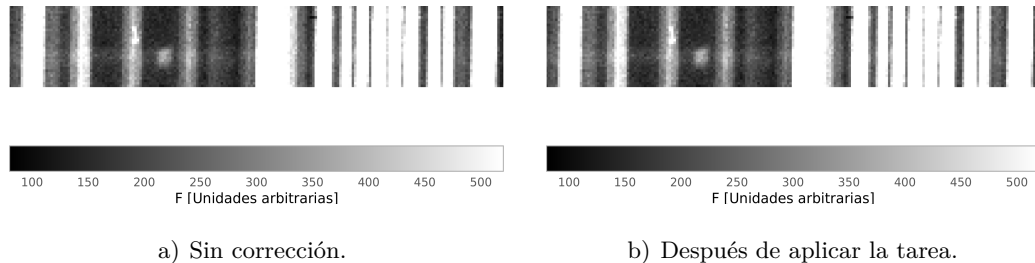 100 150 200 250 300 350 400 450 500
F [Unidades arbitrarias]
a) Sin corrección.
100 150 200 250 300 350 400 450 500
F [Unidades arbitrarias]
b) Después de aplicar la tarea.